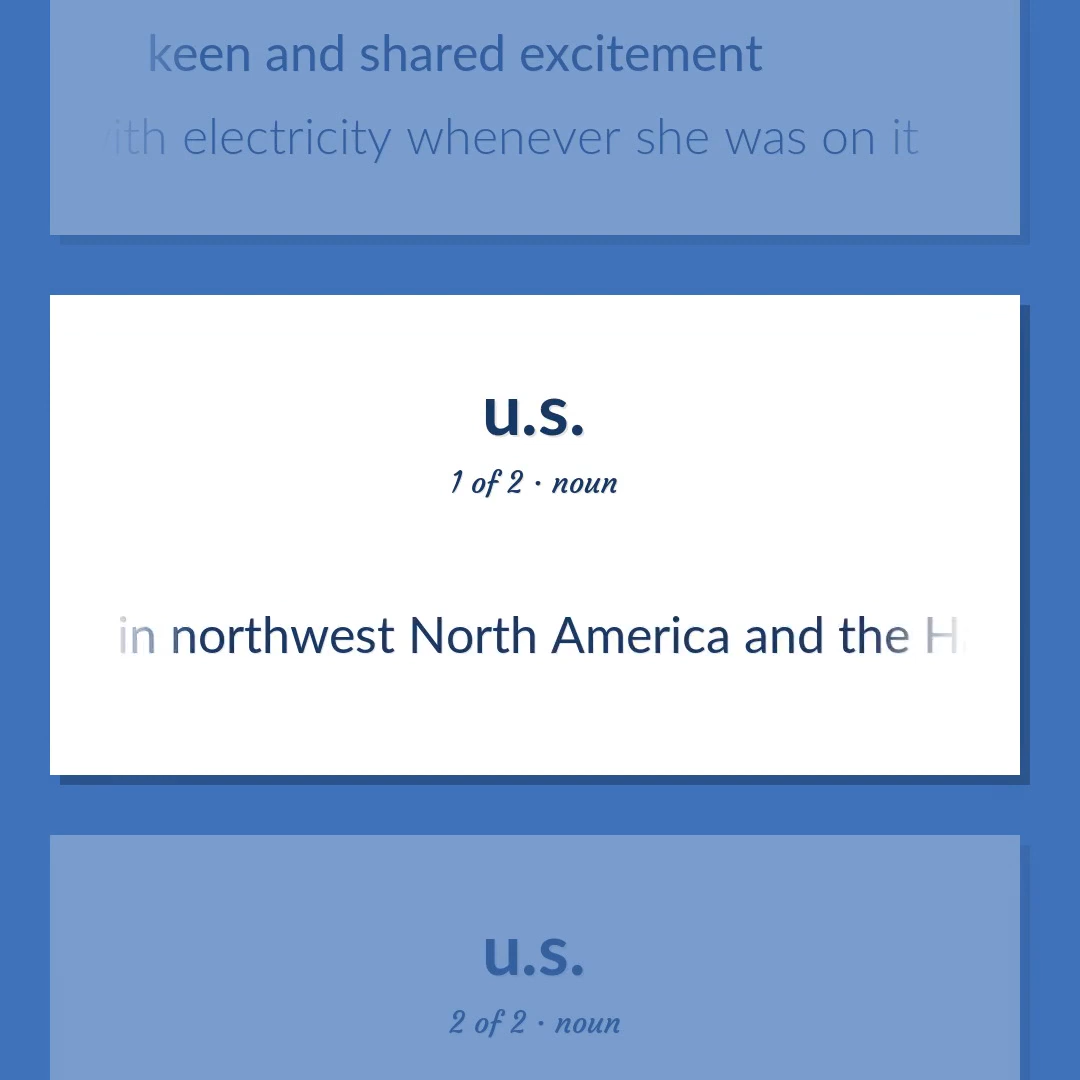 keen and shared excitement
electricity whenever she was on it
u.s.
1 of 2 · noun
in northwest North America and the
u.s.
2 of 2 · noun